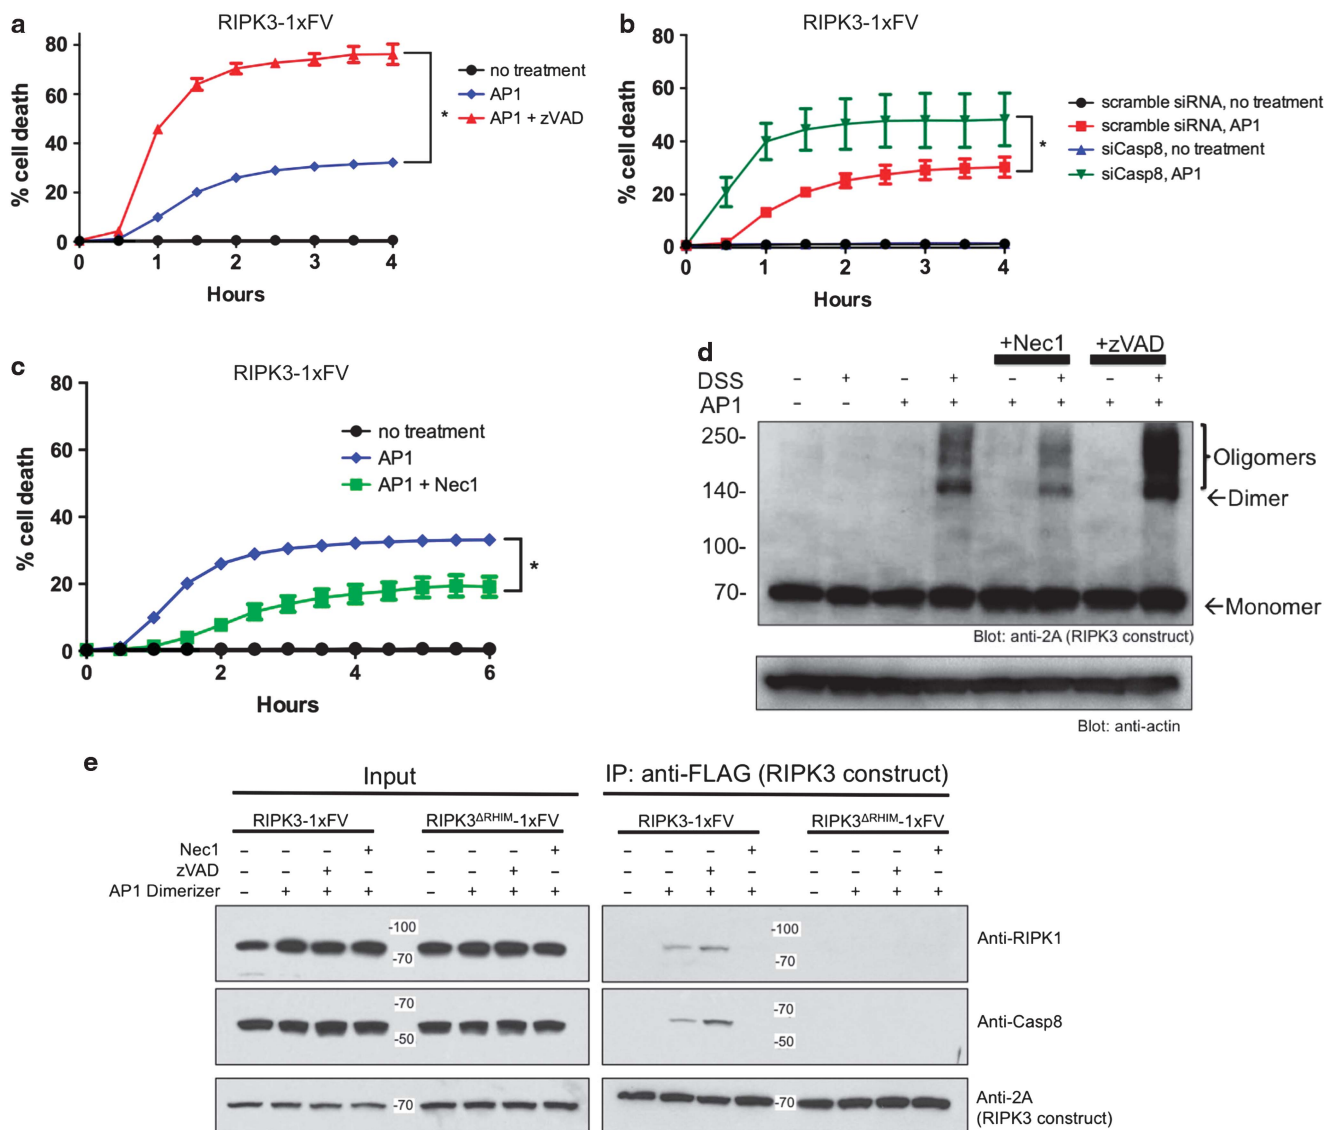 a
RIPK3-1xFV
80
60
40
20
0
% cell death
0 1 2 3 4
Hours
no treatment
AP1
AP1 + zVAD
*
b
RIPK3-1xFV
80
60
40
20
0
% cell death
0 1 2 3 4
Hours
scramble siRNA, no treatment
scramble siRNA, AP1
siCasp8, no treatment
siCasp8, AP1
*
c
RIPK3-1xFV
80
60
40
20
0
% cell death
0 2 4 6
Hours
no treatment
AP1
AP1 + Nec1
*
d
+Nec1 +zVAD
DSS - + - + - + - +
AP1 - - + + + + + +
250-
140-
100-
70-
Oligomers
←Dimer
←Monomer
Blot: anti-2A (RIPK3 construct)
Blot: anti-actin
e
Input
IP: anti-FLAG (RIPK3 construct)
RIPK3-1xFV RIPK3ΔRHIM-1xFV RIPK3-1xFV RIPK3ΔRHIM-1xFV
Nec1 - - - + - - - + - - - + - - - +
zVAD - - + - - - + - - - + - - - + -
AP1 Dimerizer - + + + - + + + - + + + - + + +
-100 -100
-70 -70
Anti-RIPK1
-70 -70
-50 -50
Anti-Casp8
-70 -70
Anti-2A
(RIPK3 construct)